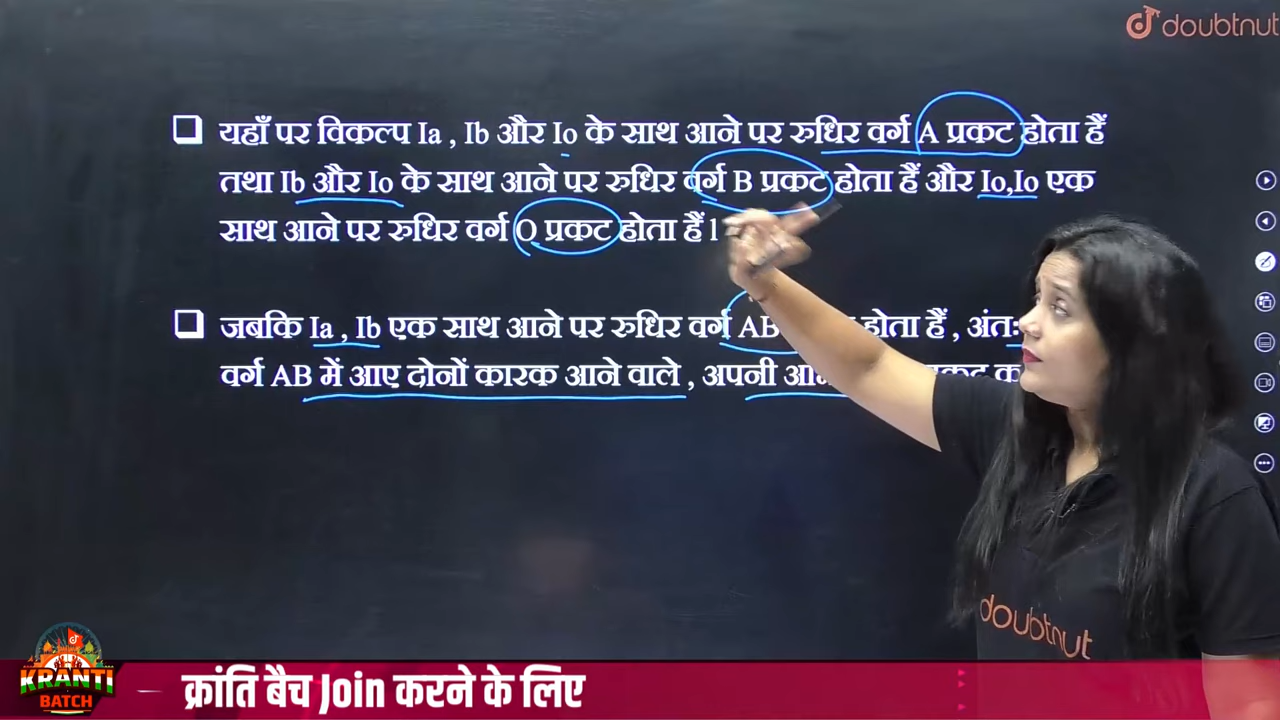 doubtnut
यहाँ पर विकल्प Ia , Ib और Io के साथ आने पर रुधिर वर्ग A प्रकट होता हैं
तथा Ib और Io के साथ आने पर रुधिर वर्ग B प्रकट होता हैं और Io,Io एक
साथ आने पर रुधिर वर्ग O प्रकट होता हैं l
जबकि Ia , Ib एक साथ आने पर रुधिर वर्ग AB होता हैं , अंत:
वर्ग AB में आए दोनों कारक आने वाले , अपनी
doubtnut
KRANTI
BATCH
क्रांति बैच Join करने के लिए